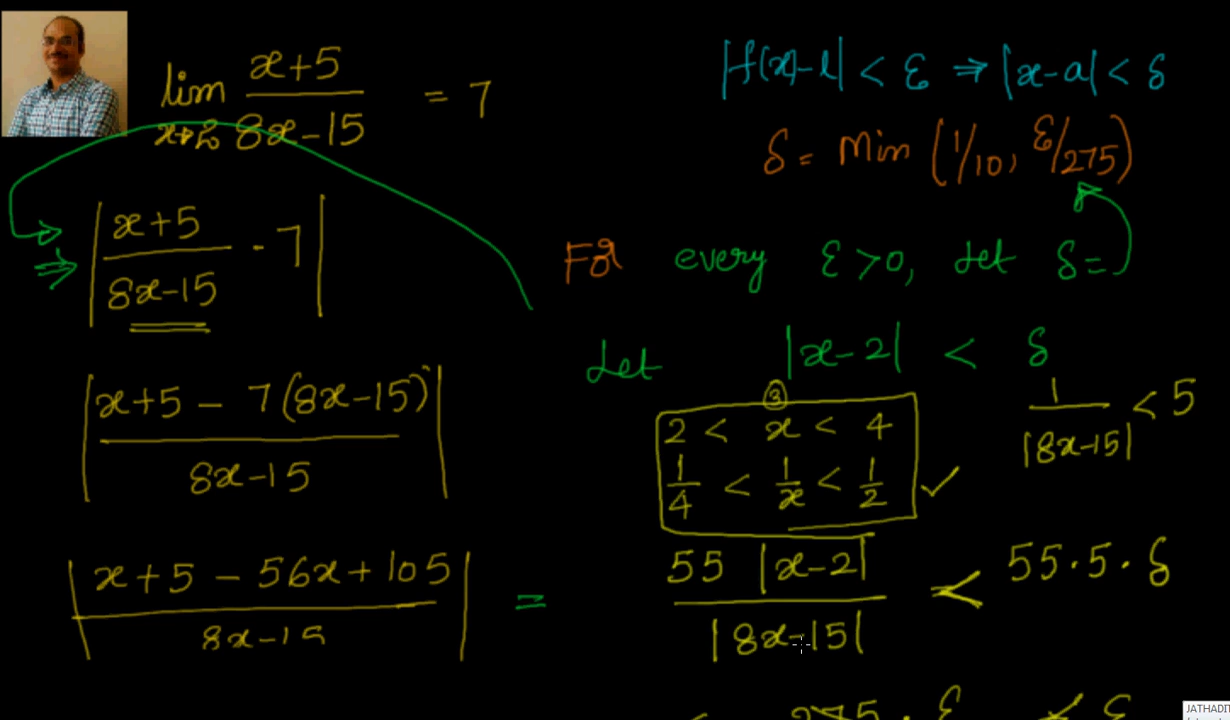 lim x→2 (x+5)/(8x-15) = 7
|(x+5)/(8x-15) - 7|
|(x+5 - 7(8x-15))/(8x-15)|
|(x+5 - 56x + 105)/(8x-15)| =
|f(x)-l| < ε ⇒ |x-a| < δ
δ = Min (1/10, ε/275)
For every ε > 0, let δ =
Let |x-2| < δ
3
2 < x < 4
1/4 < 1/x < 1/2 ✓
1/|8x-15| < 5
55 |x-2| / |8x-15| < 55.5.δ